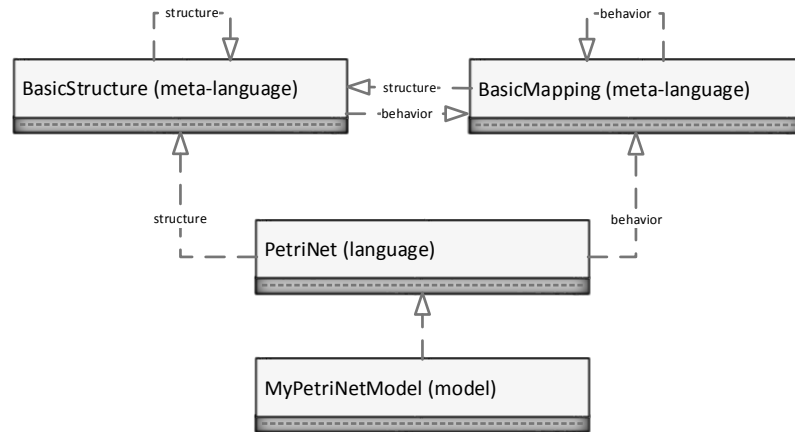 structure
behavior
BasicStructure (meta-language)
structure
BasicMapping (meta-language)
behavior
structure
behavior
PetriNet (language)
MyPetriNetModel (model)